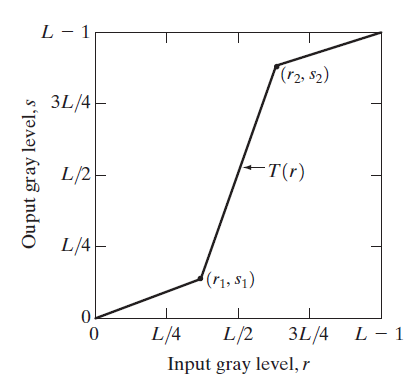 L − 1
(r₂, s₂)
3L/4
Ouput gray level, s
L/2
T(r)
L/4
(r₁, s₁)
0
0 L/4 L/2 3L/4 L − 1
Input gray level, r